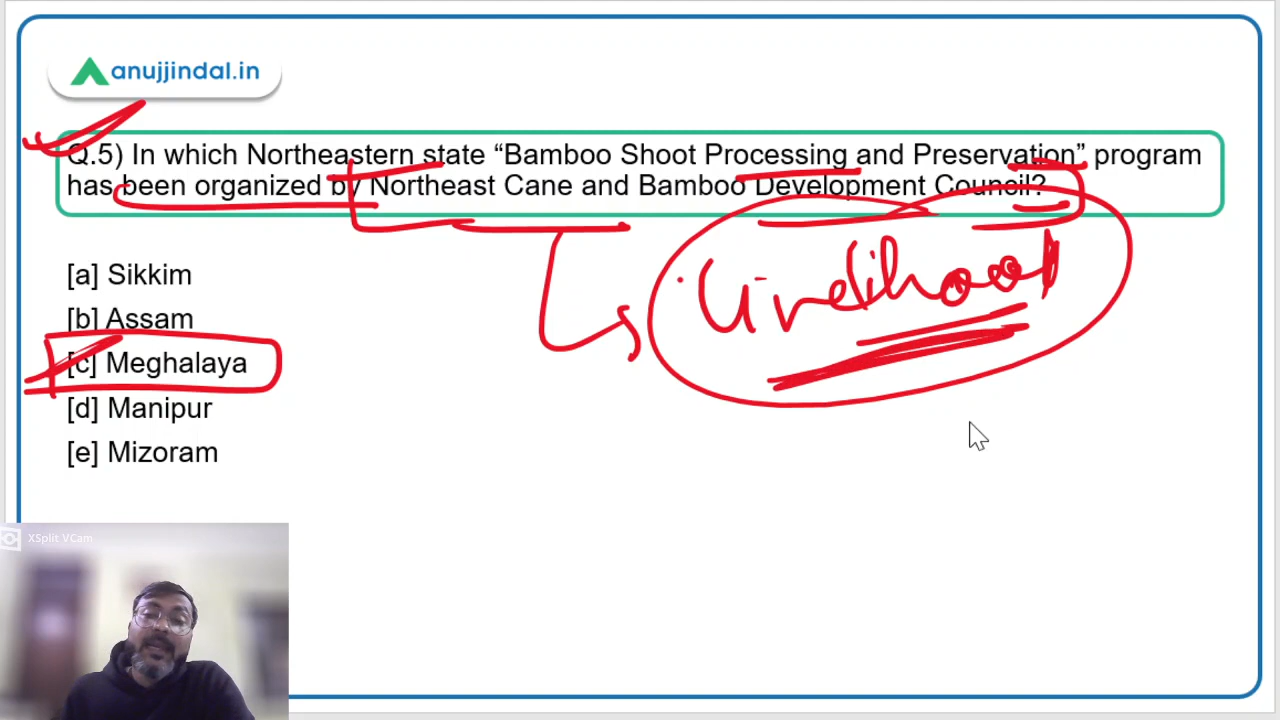 anujjindal.in
Q.5) In which Northeastern state “Bamboo Shoot Processing and Preservation” program
has been organized by Northeast Cane and Bamboo Development Council?
Livelihood
[a] Sikkim
[b] Assam
[c] Meghalaya
[d] Manipur
[e] Mizoram
XSplit VCam